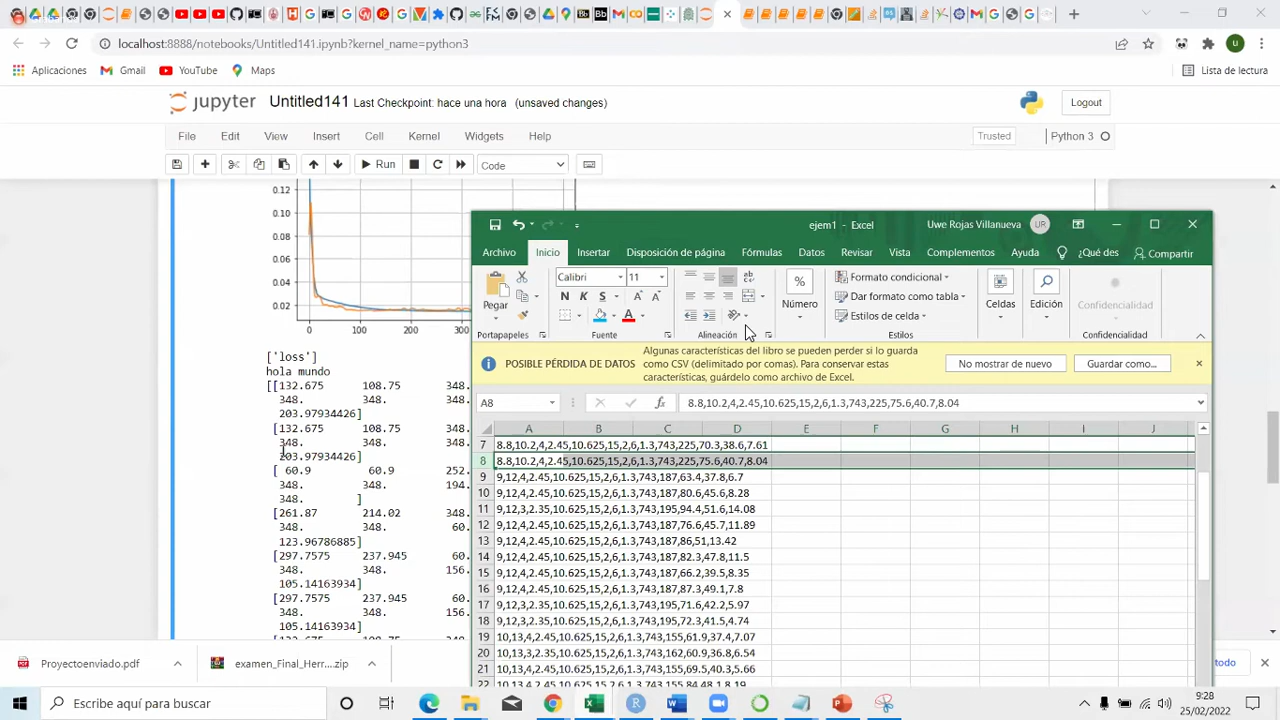 localhost:8888/notebooks/Untitled141.ipynb?kernel_name=python3
Aplicaciones Gmail YouTube Maps Lista de lectura
jupyter Untitled141 Last Checkpoint: hace una hora (unsaved changes) Logout
File Edit View Insert Cell Kernel Widgets Help Trusted Python 3
Run Code
0.12
0.10
0.08
0.06
0.04
0.02
0 100 200 300
['loss']
hola mundo
[[132.675 108.75 348.
348. 348. 348.
203.97934426]
[132.675 108.75 348.
348. 348. 348.
203.97934426]
[ 60.9 60.9 252.
348. 348. 194.
348. ]
[261.87 214.02 348.
348. 348. 60.
123.96786885]
[297.7575 237.945 60.
348. 348. 156.
105.14163934]
[297.7575 237.945 60.
348. 348. 156.
105.14163934]
ejem1 - Excel Uwe Rojas Villanueva UR
Archivo Inicio Insertar Disposición de página Fórmulas Datos Revisar Vista Complementos Ayuda ¿Qué des Compartir
Pegar
Calibri 11
N K S
Número
Formato condicional
Dar formato como tabla
Estilos de celda
Celdas Edición Confidencialidad
Portapapeles Fuente Alineación Estilos Confidencialidad
POSIBLE PÉRDIDA DE DATOS
Algunas características del libro se pueden perder si lo guarda
como CSV (delimitado por comas). Para conservar estas
características, guárdelo como archivo de Excel.
No mostrar de nuevo Guardar como...
A8 fx 8.8,10.2,4,2.45,10.625,15,2,6,1.3,743,225,75.6,40.7,8.04
A B C D E F G H I J
7 8.8,10.2,4,2.45,10.625,15,2,6,1.3,743,225,70.3,38.6,7.61
8 8.8,10.2,4,2.45,10.625,15,2,6,1.3,743,225,75.6,40.7,8.04
9 9,12,4,2.45,10.625,15,2,6,1.3,743,187,63.4,37.8,6.7
10 9,12,4,2.45,10.625,15,2,6,1.3,743,187,80.6,45.6,8.28
11 9,12,3,2.35,10.625,15,2,6,1.3,743,195,94.4,51.6,14.08
12 9,12,4,2.45,10.625,15,2,6,1.3,743,187,76.6,45.7,11.89
13 9,12,4,2.45,10.625,15,2,6,1.3,743,187,86,51,13.42
14 9,12,4,2.45,10.625,15,2,6,1.3,743,187,82.3,47.8,11.5
15 9,12,4,2.45,10.625,15,2,6,1.3,743,187,66.2,39.5,8.35
16 9,12,4,2.45,10.625,15,2,6,1.3,743,187,87.3,49.1,7.8
17 9,12,3,2.35,10.625,15,2,6,1.3,743,195,71.6,42.2,5.97
18 9,12,3,2.35,10.625,15,2,6,1.3,743,195,72.3,41.5,4.74
19 10,13,4,2.45,10.625,15,2,6,1.3,743,155,61.9,37.4,7.07
20 10,13,3,2.35,10.625,15,2,6,1.3,743,162,60.9,36.8,6.54
21 10,13,4,2.45,10.625,15,2,6,1.3,743,155,69.5,40.3,5.66
22 10,13,4,2.45,10.625,15,2,6,1.3,743,155,84,48.1,8.19
Proyectoenviado.pdf examen_Final_Herr....zip todo
Escribe aquí para buscar
9:28
25/02/2022